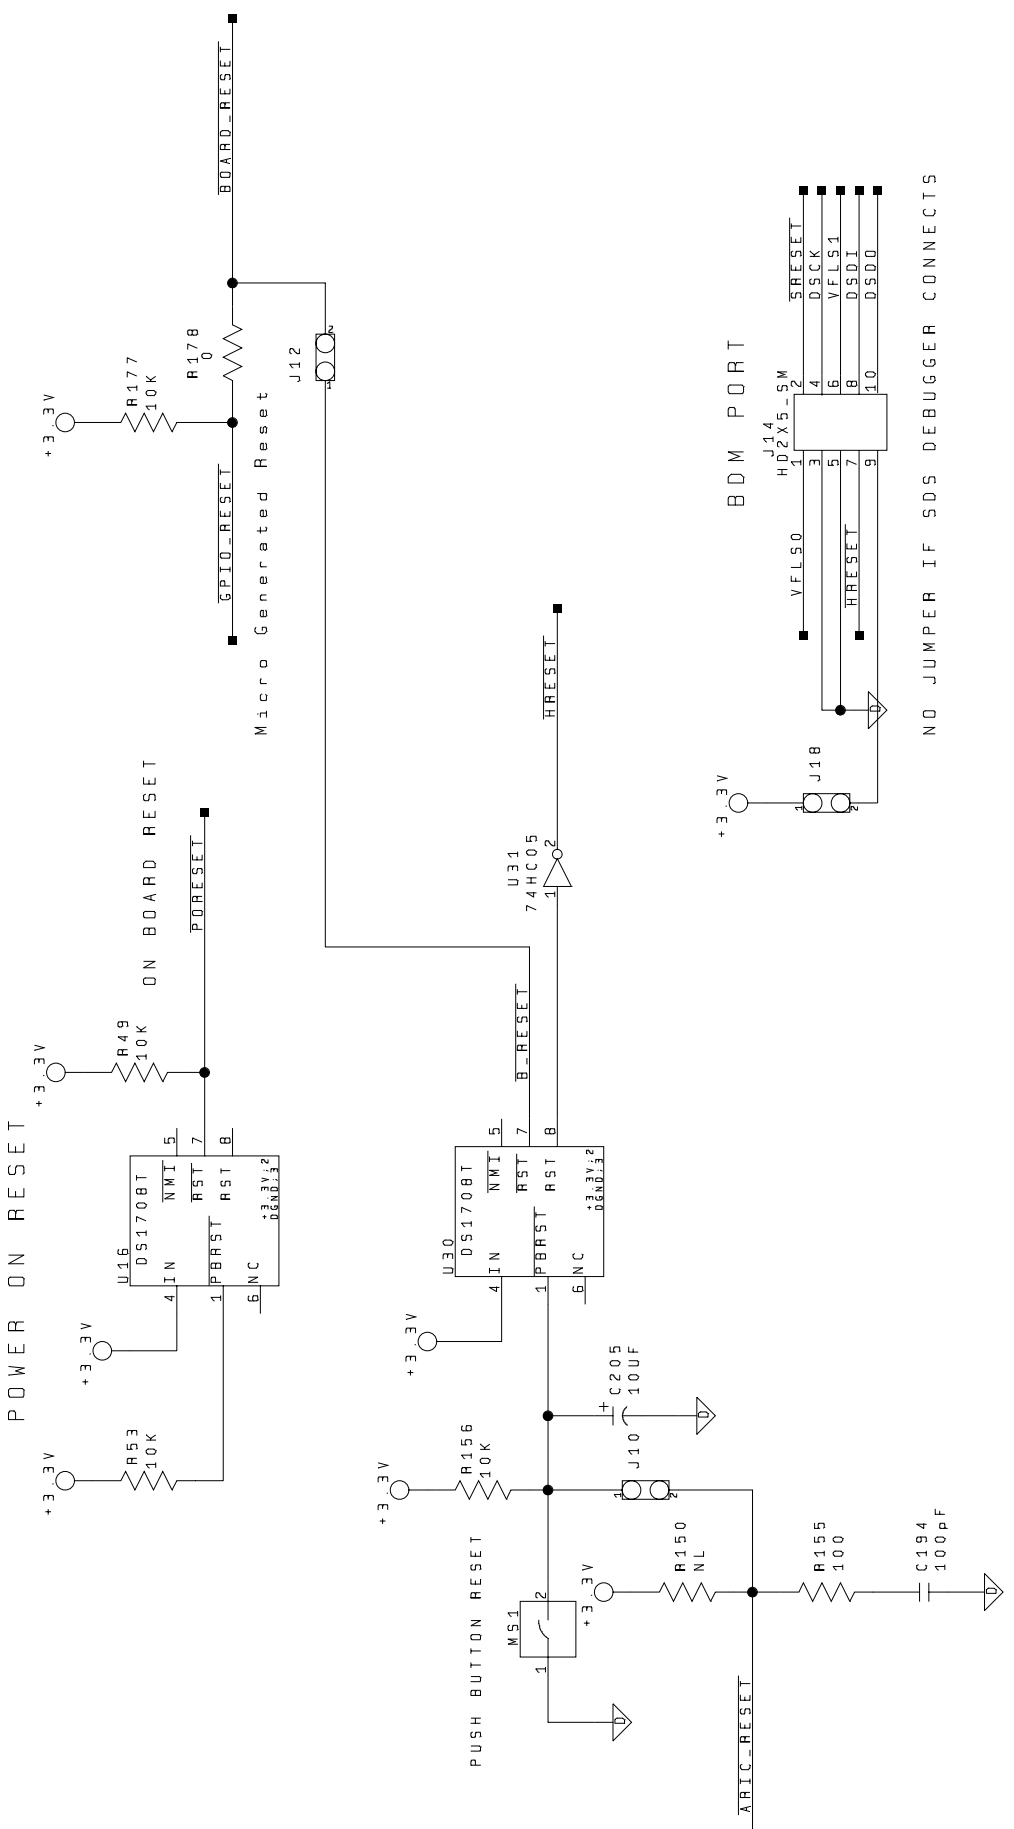 POWER ON RESET
+3.3V
R53
10K
+3.3V
U16
DS1708T
4
IN
1
PBRST
6
NC
NMI
5
RST
7
RST
8
+3.3V;2
DGND;3
+3.3V
R49
10K
PORESET
ON BOARD RESET
+3.3V
R177
10K
GPIO_RESET
R178
0
BOARD_RESET
Micro Generated Reset
J12
1
2
PUSH BUTTON RESET
MS1
1
2
+3.3V
R156
10K
C205
10UF
+
D
D
J10
1
2
+3.3V
R150
NL
R155
100
C194
100pF
D
ARIC_RESET
+3.3V
U30
DS1708T
4
IN
1
PBRST
6
NC
NMI
5
RST
7
RST
8
+3.3V;2
DGND;3
B_RESET
U31
74HC05
1
2
HRESET
BDM PORT
J14
HD2X5_SM
VFLS0
1
2
SRESET
3
4
DSCK
5
6
VFLS1
HRESET
7
8
DSDI
9
10
DSDO
D
+3.3V
J18
1
2
NO JUMPER IF SDS DEBUGGER CONNECTS